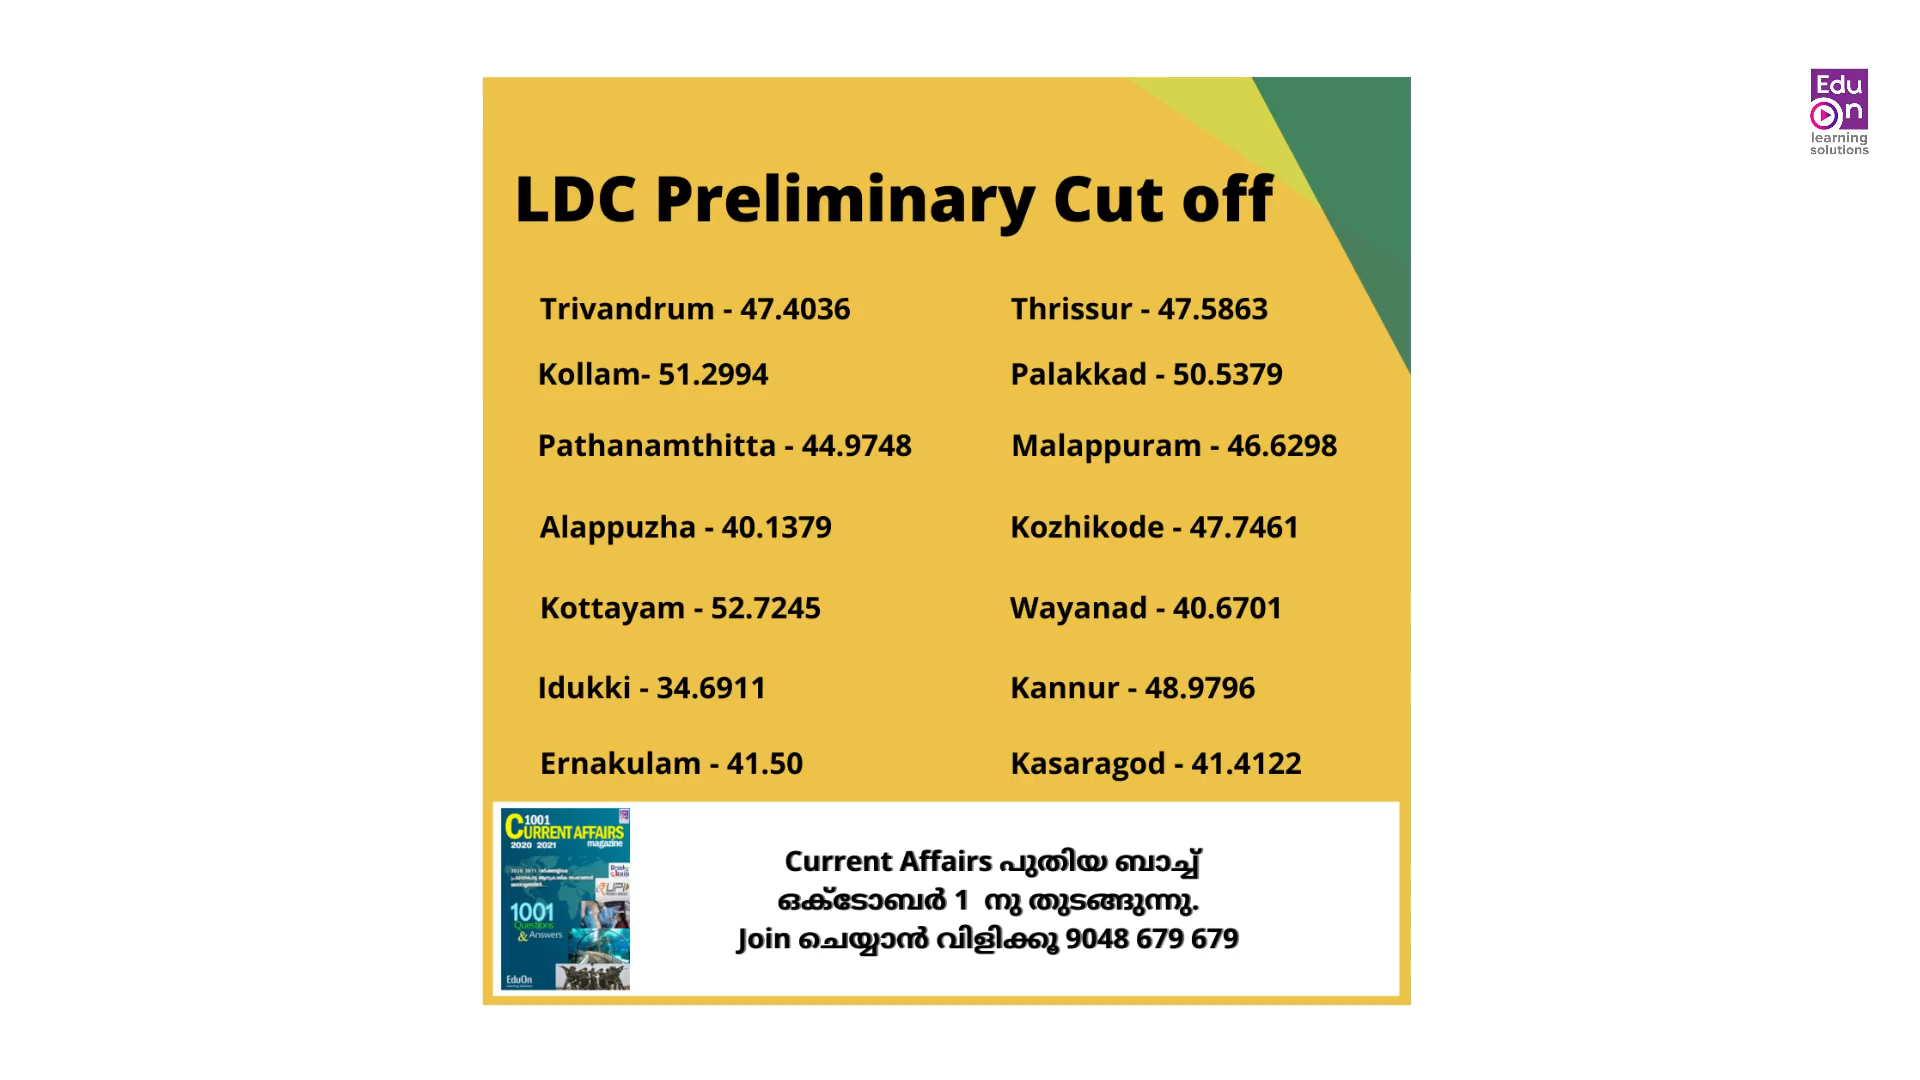 Edu
On
learning
solutions
LDC Preliminary Cut off
Trivandrum - 47.4036
Kollam- 51.2994
Pathanamthitta - 44.9748
Alappuzha - 40.1379
Kottayam - 52.7245
Idukki - 34.6911
Ernakulam - 41.50
Thrissur - 47.5863
Palakkad - 50.5379
Malappuram - 46.6298
Kozhikode - 47.7461
Wayanad - 40.6701
Kannur - 48.9796
Kasaragod - 41.4122
1001
CURRENT AFFAIRS
2020 2021 magazine
UPI
1001
Questions
& Answers
EduOn
Current Affairs പുതിയ ബാച്ച്
ഒക്ടോബർ 1 നു തുടങ്ങുന്നു.
Join ചെയ്യാൻ വിളിക്കൂ 9048 679 679